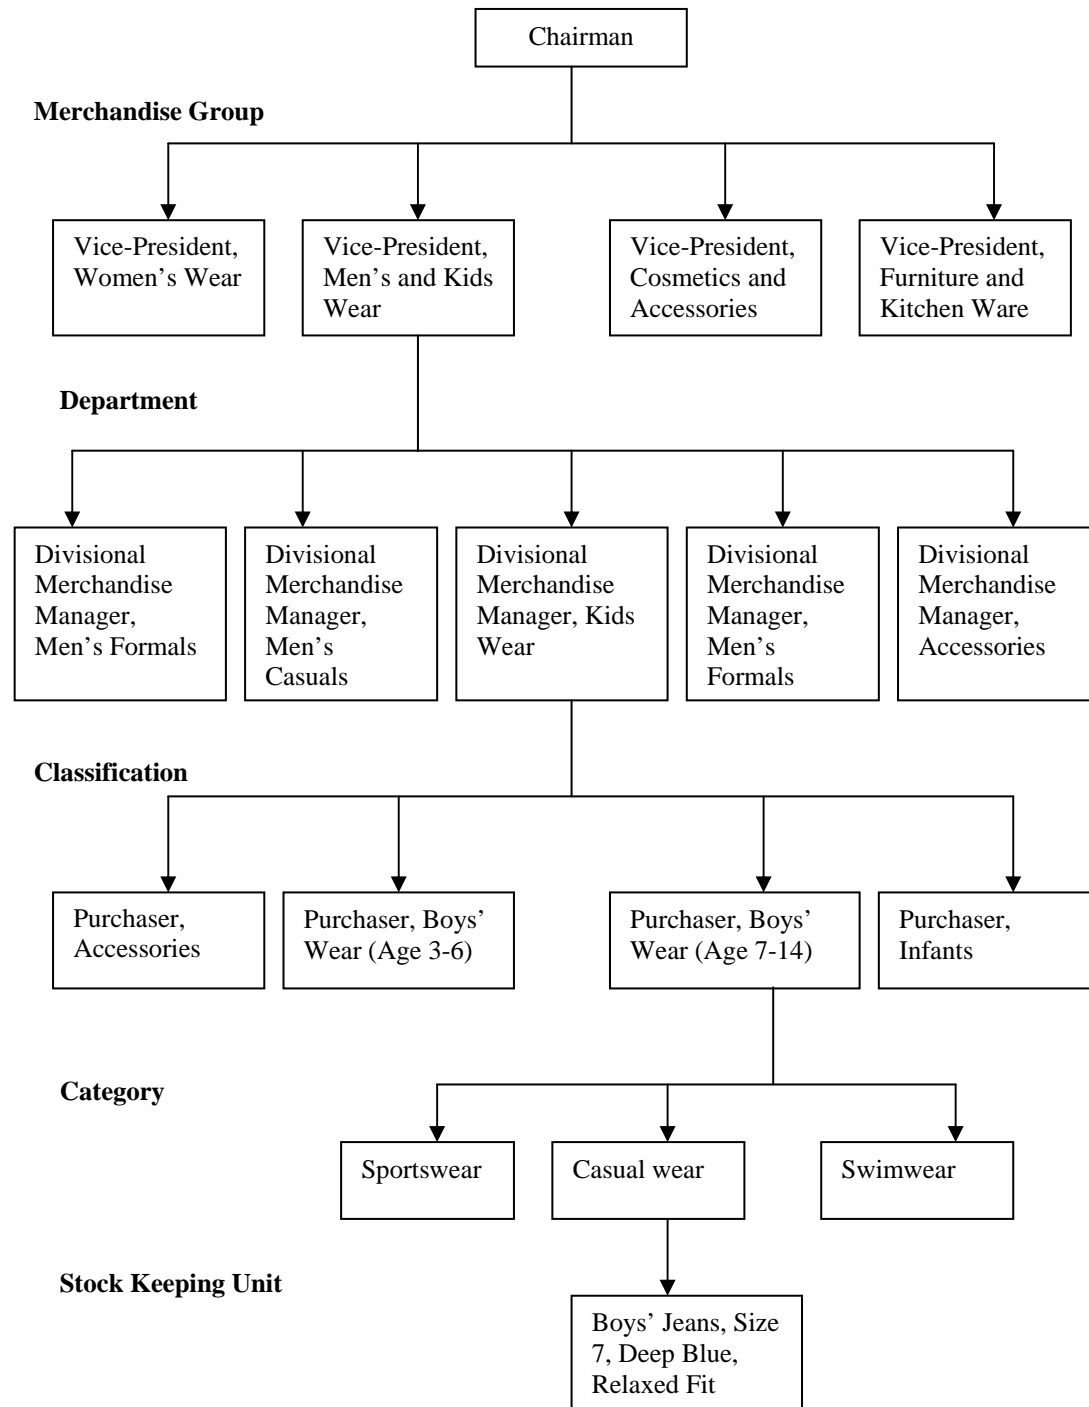 Chairman
Merchandise Group
Vice-President,
Women’s Wear
Vice-President,
Men’s and Kids
Wear
Vice-President,
Cosmetics and
Accessories
Vice-President,
Furniture and
Kitchen Ware
Department
Divisional
Merchandise
Manager,
Men’s Formals
Divisional
Merchandise
Manager,
Men’s
Casuals
Divisional
Merchandise
Manager, Kids
Wear
Divisional
Merchandise
Manager,
Men’s
Formals
Divisional
Merchandise
Manager,
Accessories
Classification
Purchaser,
Accessories
Purchaser, Boys’
Wear (Age 3-6)
Purchaser, Boys’
Wear (Age 7-14)
Purchaser,
Infants
Category
Sportswear
Casual wear
Swimwear
Stock Keeping Unit
Boys’ Jeans, Size
7, Deep Blue,
Relaxed Fit